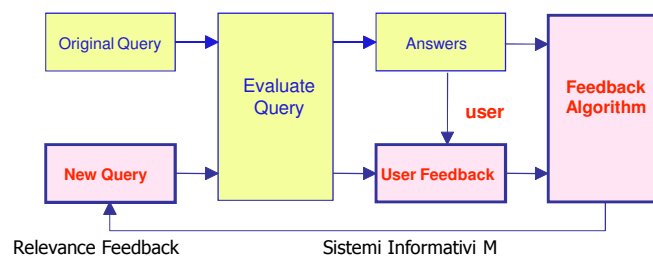 Original Query
Evaluate
Query
Answers
Feedback
Algorithm
user
New Query
User Feedback
Relevance Feedback
Sistemi Informativi M